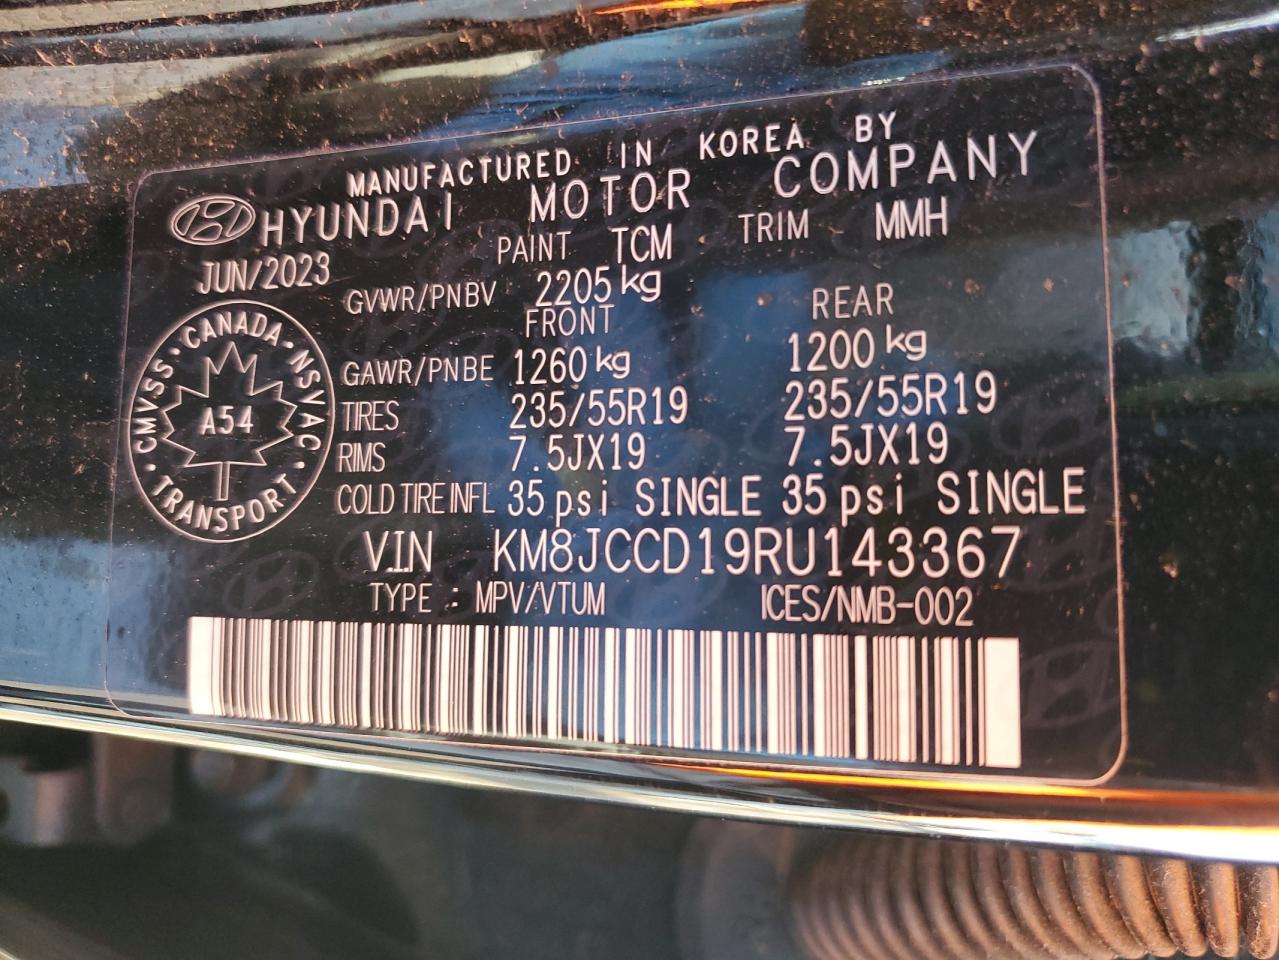 MANUFACTURED IN KOREA BY
HYUNDAI MOTOR COMPANY
JUN/2023 PAINT TCM TRIM MMH
GVWR/PNBV 2205 kg
FRONT REAR
GAWR/PNBE 1260 kg 1200 kg
TIRES 235/55R19 235/55R19
RIMS 7.5JX19 7.5JX19
COLD TIRE INFL 35 psi SINGLE 35 psi SINGLE
VIN KM8JCCD19RU143367
TYPE : MPV/VTUM ICES/NMB-002
CMVSS · CANADA · NSVAC · TRANSPORT ·
A54